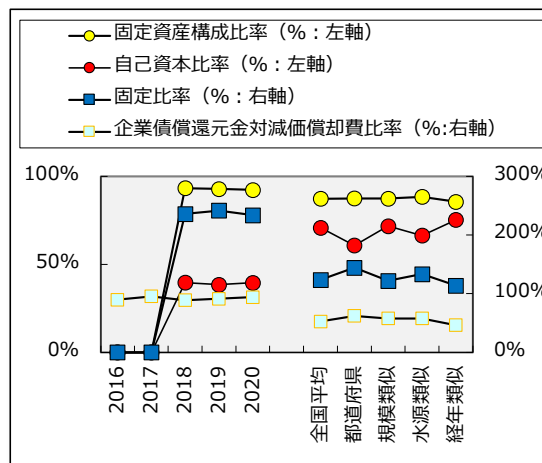 固定資産構成比率（%：左軸）
自己資本比率（%：左軸）
固定比率（%：右軸）
企業債償還元金対減価償却費比率（%:右軸）
100%
50%
0%
300%
200%
100%
0%
2016
2017
2018
2019
2020
全国平均
都道府県
規模類似
水源類似
経年類似